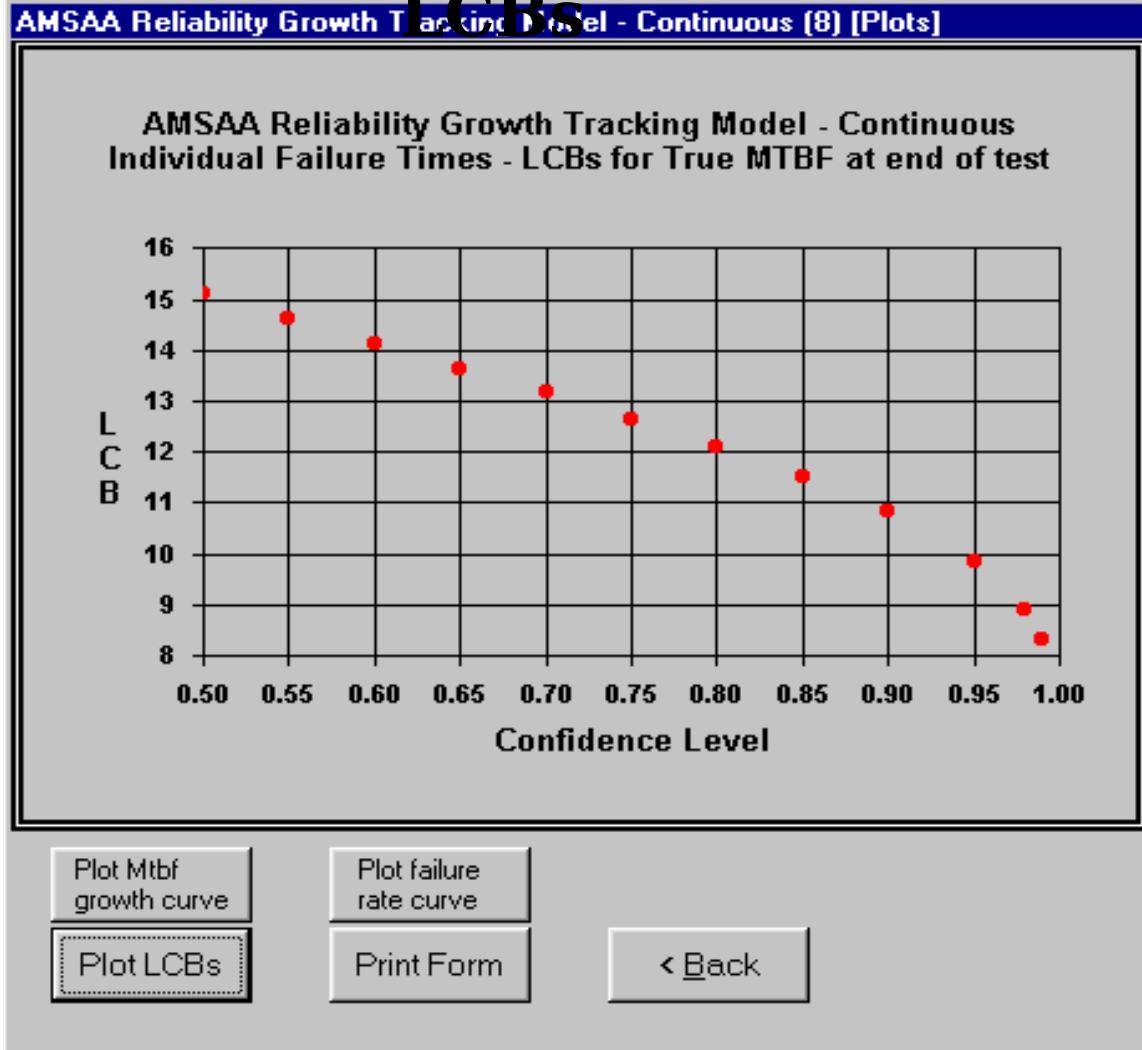 LCBs
AMSAA Reliability Growth Tracking Model - Continuous (8) [Plots]
AMSAA Reliability Growth Tracking Model - Continuous
Individual Failure Times - LCBs for True MTBF at end of test
16
15
14
13
12
11
10
9
8
L
C
B
0.50 0.55 0.60 0.65 0.70 0.75 0.80 0.85 0.90 0.95 1.00
Confidence Level
Plot Mtbf
growth curve
Plot failure
rate curve
Plot LCBs
Print Form
< Back